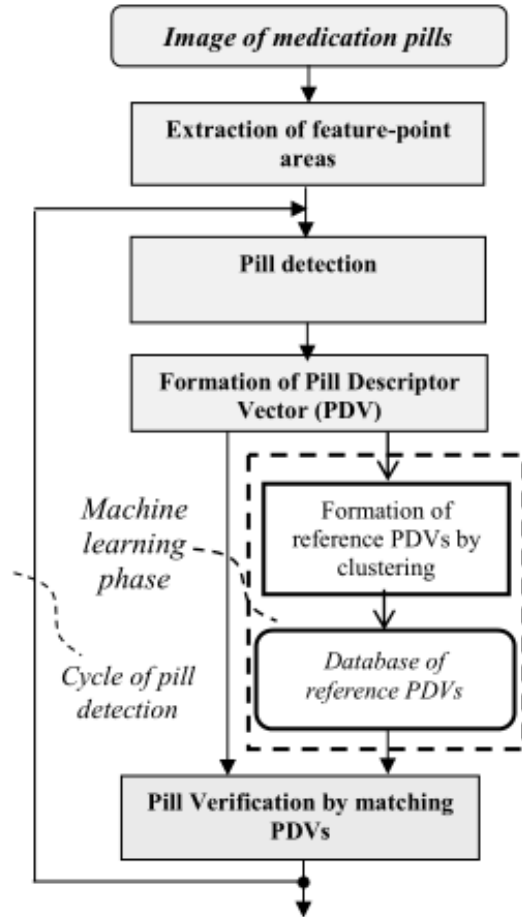 Image of medication pills
Extraction of feature-point
areas
Pill detection
Formation of Pill Descriptor
Vector (PDV)
Machine
learning
phase
Formation of
reference PDVs by
clustering
Cycle of pill
detection
Database of
reference PDVs
Pill Verification by matching
PDVs